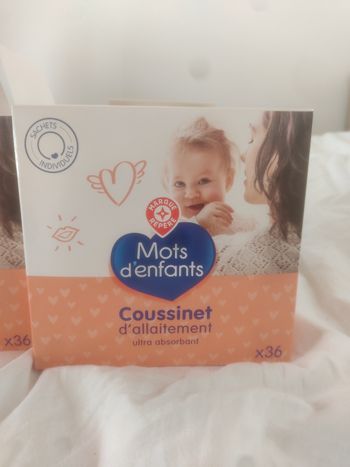 SACHETS
INDIVIDUELS
MARQUE
REPÈRE
Mots
d'enfants
Coussinet
d'allaitement
ultra absorbant
x36
x36